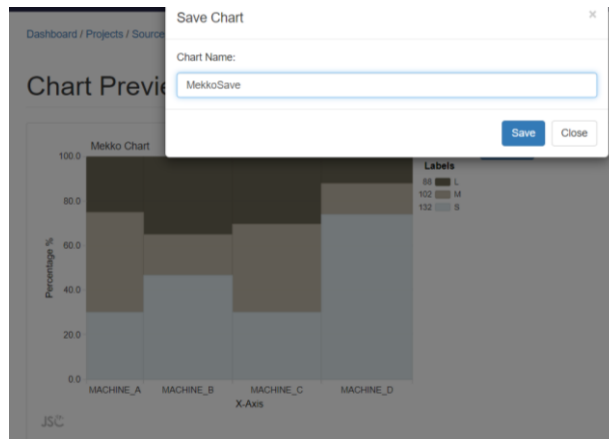 Save Chart
×
Dashboard / Projects / Source
Chart Name:
MekkoSave
Chart Previe
Save
Close
Mekko Chart
Labels
88 L
102 M
132 S
100.0
80.0
60.0
40.0
20.0
0.0
Percentage %
MACHINE_A MACHINE_B MACHINE_C MACHINE_D
X-Axis
JSC